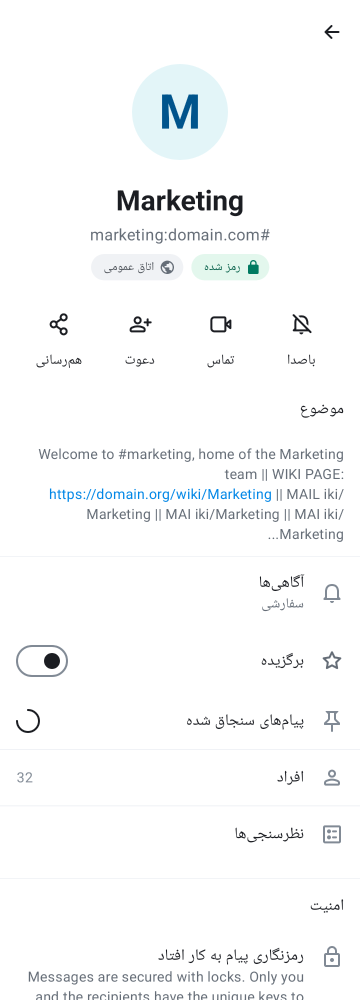 M
Marketing
marketing:domain.com#
رمز شده
اتاق عمومی
باصدا
تماس
دعوت
هم‌رسانی
موضوع
Welcome to #marketing, home of the Marketing
team || WIKI PAGE:
https://domain.org/wiki/Marketing || MAIL iki/
Marketing || MAI iki/Marketing || MAI iki/
Marketing...
آگاهی‌ها
سفارشی
برگزیده
پیام‌های سنجاق شده
افراد
32
نظرسنجی‌ها
امنیت
رمزنگاری پیام به کار افتاد
Messages are secured with locks. Only you
and the recipients have the unique keys to